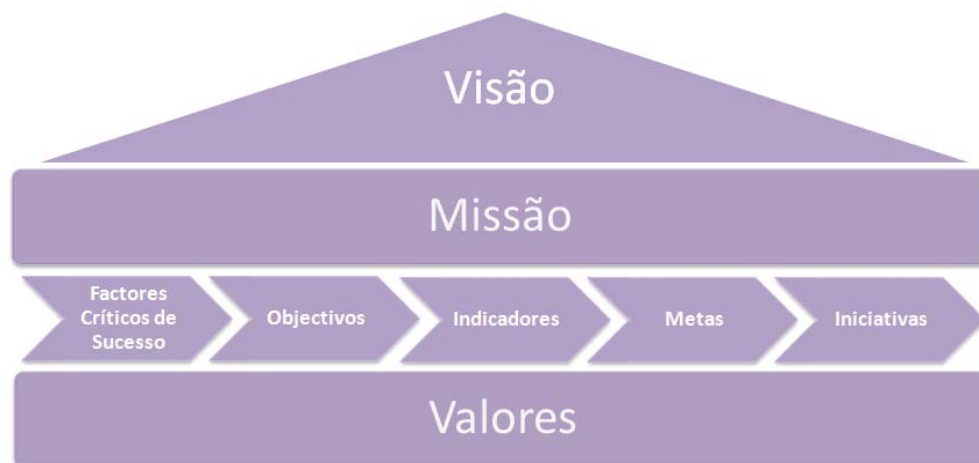 Visão
Missão
Factores
Críticos de
Sucesso
Objectivos
Indicadores
Metas
Iniciativas
Valores